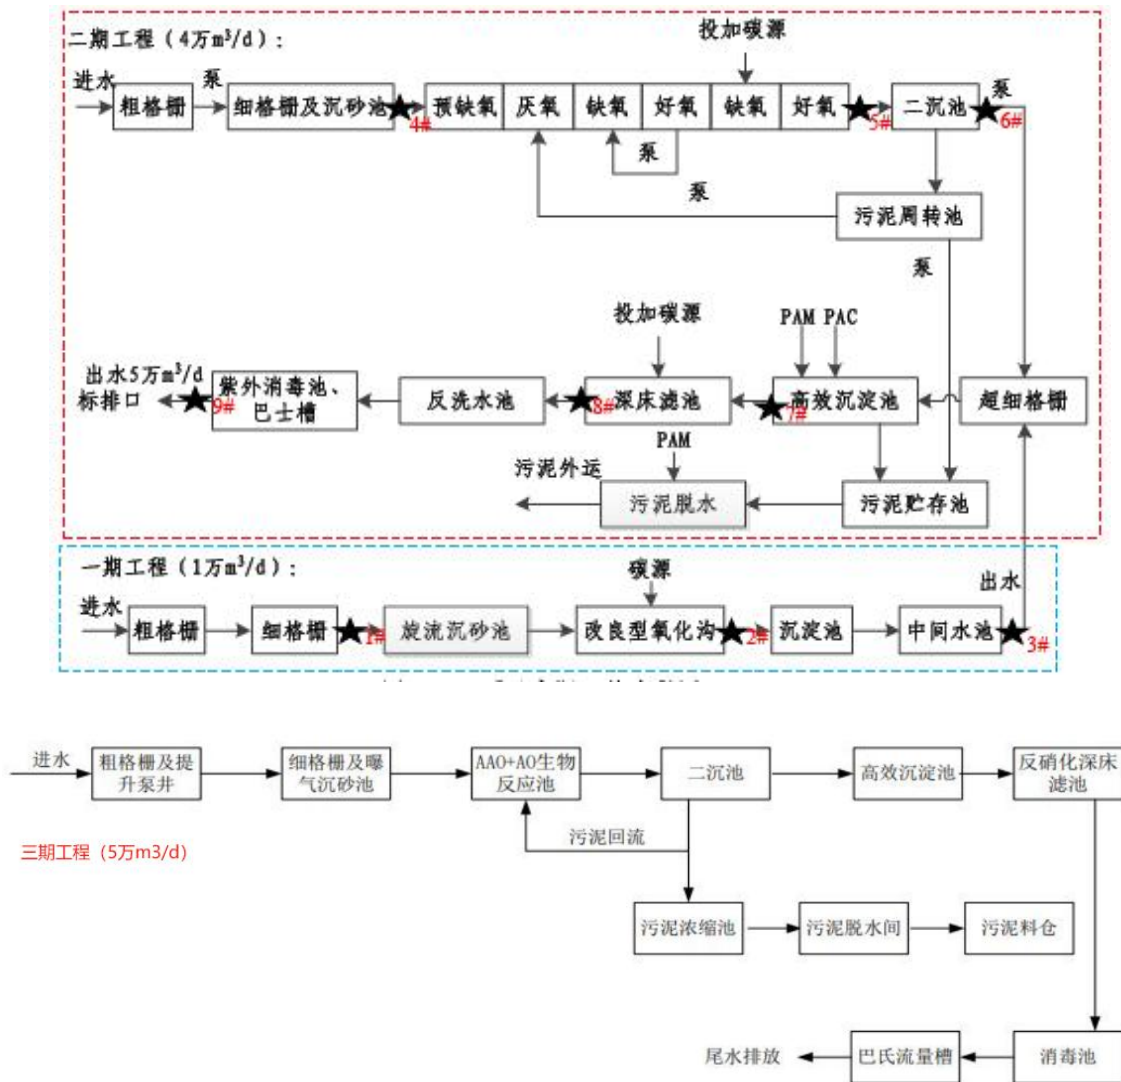 二期工程（4万m³/d）：
投加碳源
进水
泵
泵
粗格栅
细格栅及沉砂池
4#
预缺氧
厌氧
缺氧
好氧
缺氧
好氧
5#
二沉池
6#
泵
泵
污泥周转池
泵
投加碳源
PAM PAC
出水5万m³/d
标排口
9#
紫外消毒池、
巴士槽
反洗水池
8#
深床滤池
7#
高效沉淀池
超细格栅
PAM
污泥外运
污泥脱水
污泥贮存池
一期工程（1万m³/d）：
碳源
出水
进水
粗格栅
细格栅
1#
旋流沉砂池
改良型氧化沟
2#
沉淀池
中间水池
3#
进水
粗格栅及提
升泵井
细格栅及曝
气沉砂池
AAO+AO生物
反应池
二沉池
高效沉淀池
反硝化深床
滤池
污泥回流
三期工程（5万m3/d）
污泥浓缩池
污泥脱水间
污泥料仓
尾水排放
巴氏流量槽
消毒池